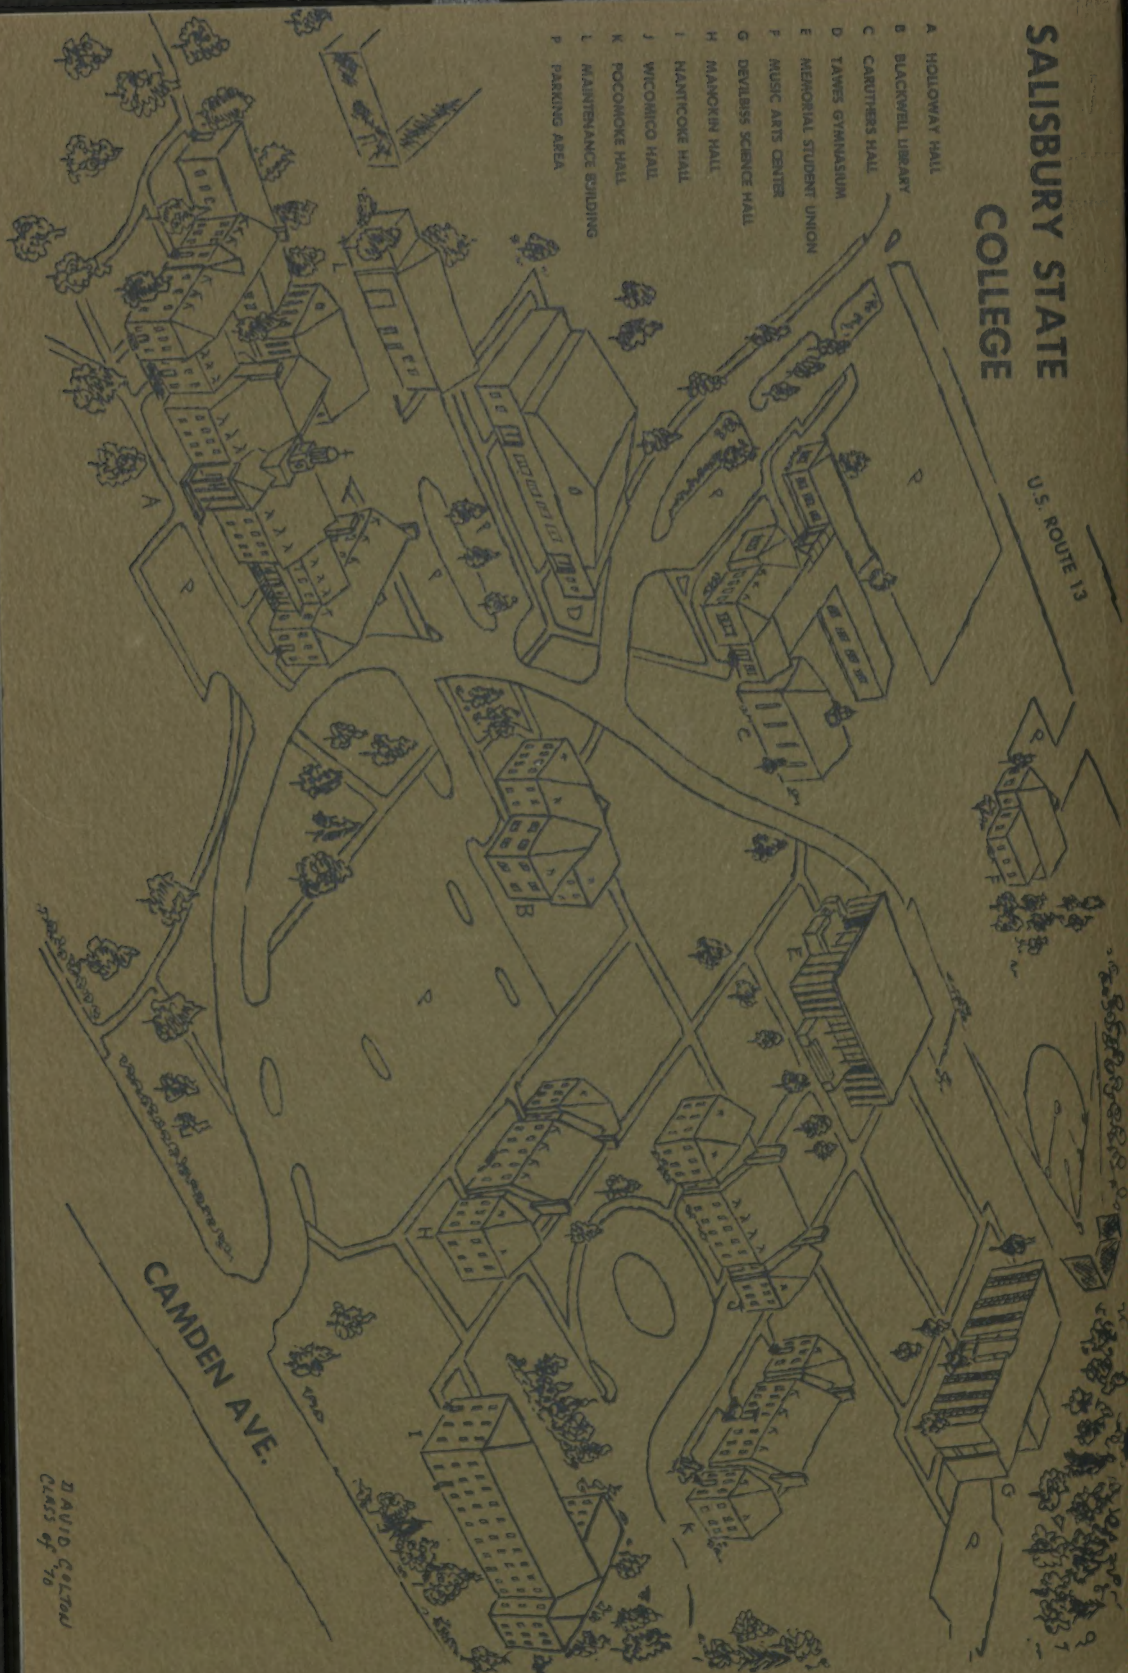 SALISBURY STATE
COLLEGE
A HOLLOWAY HALL
B BLACKWELL LIBRARY
C CARUTHERS HALL
D TAWES GYMNASIUM
E MEMORIAL STUDENT UNION
F MUSIC ARTS CENTER
G DEVILBISS SCIENCE HALL
H MANOKIN HALL
I NANTICOKE HALL
J WICOMICO HALL
K POCOMOKE HALL
L MAINTENANCE BUILDING
P PARKING AREA
U.S. ROUTE 13
P
P
P
F
L
C
P
D
P
E
A
B
P
G
P
J
H
K
I
CAMDEN AVE.
DAVID COLTON
CLASS of '70